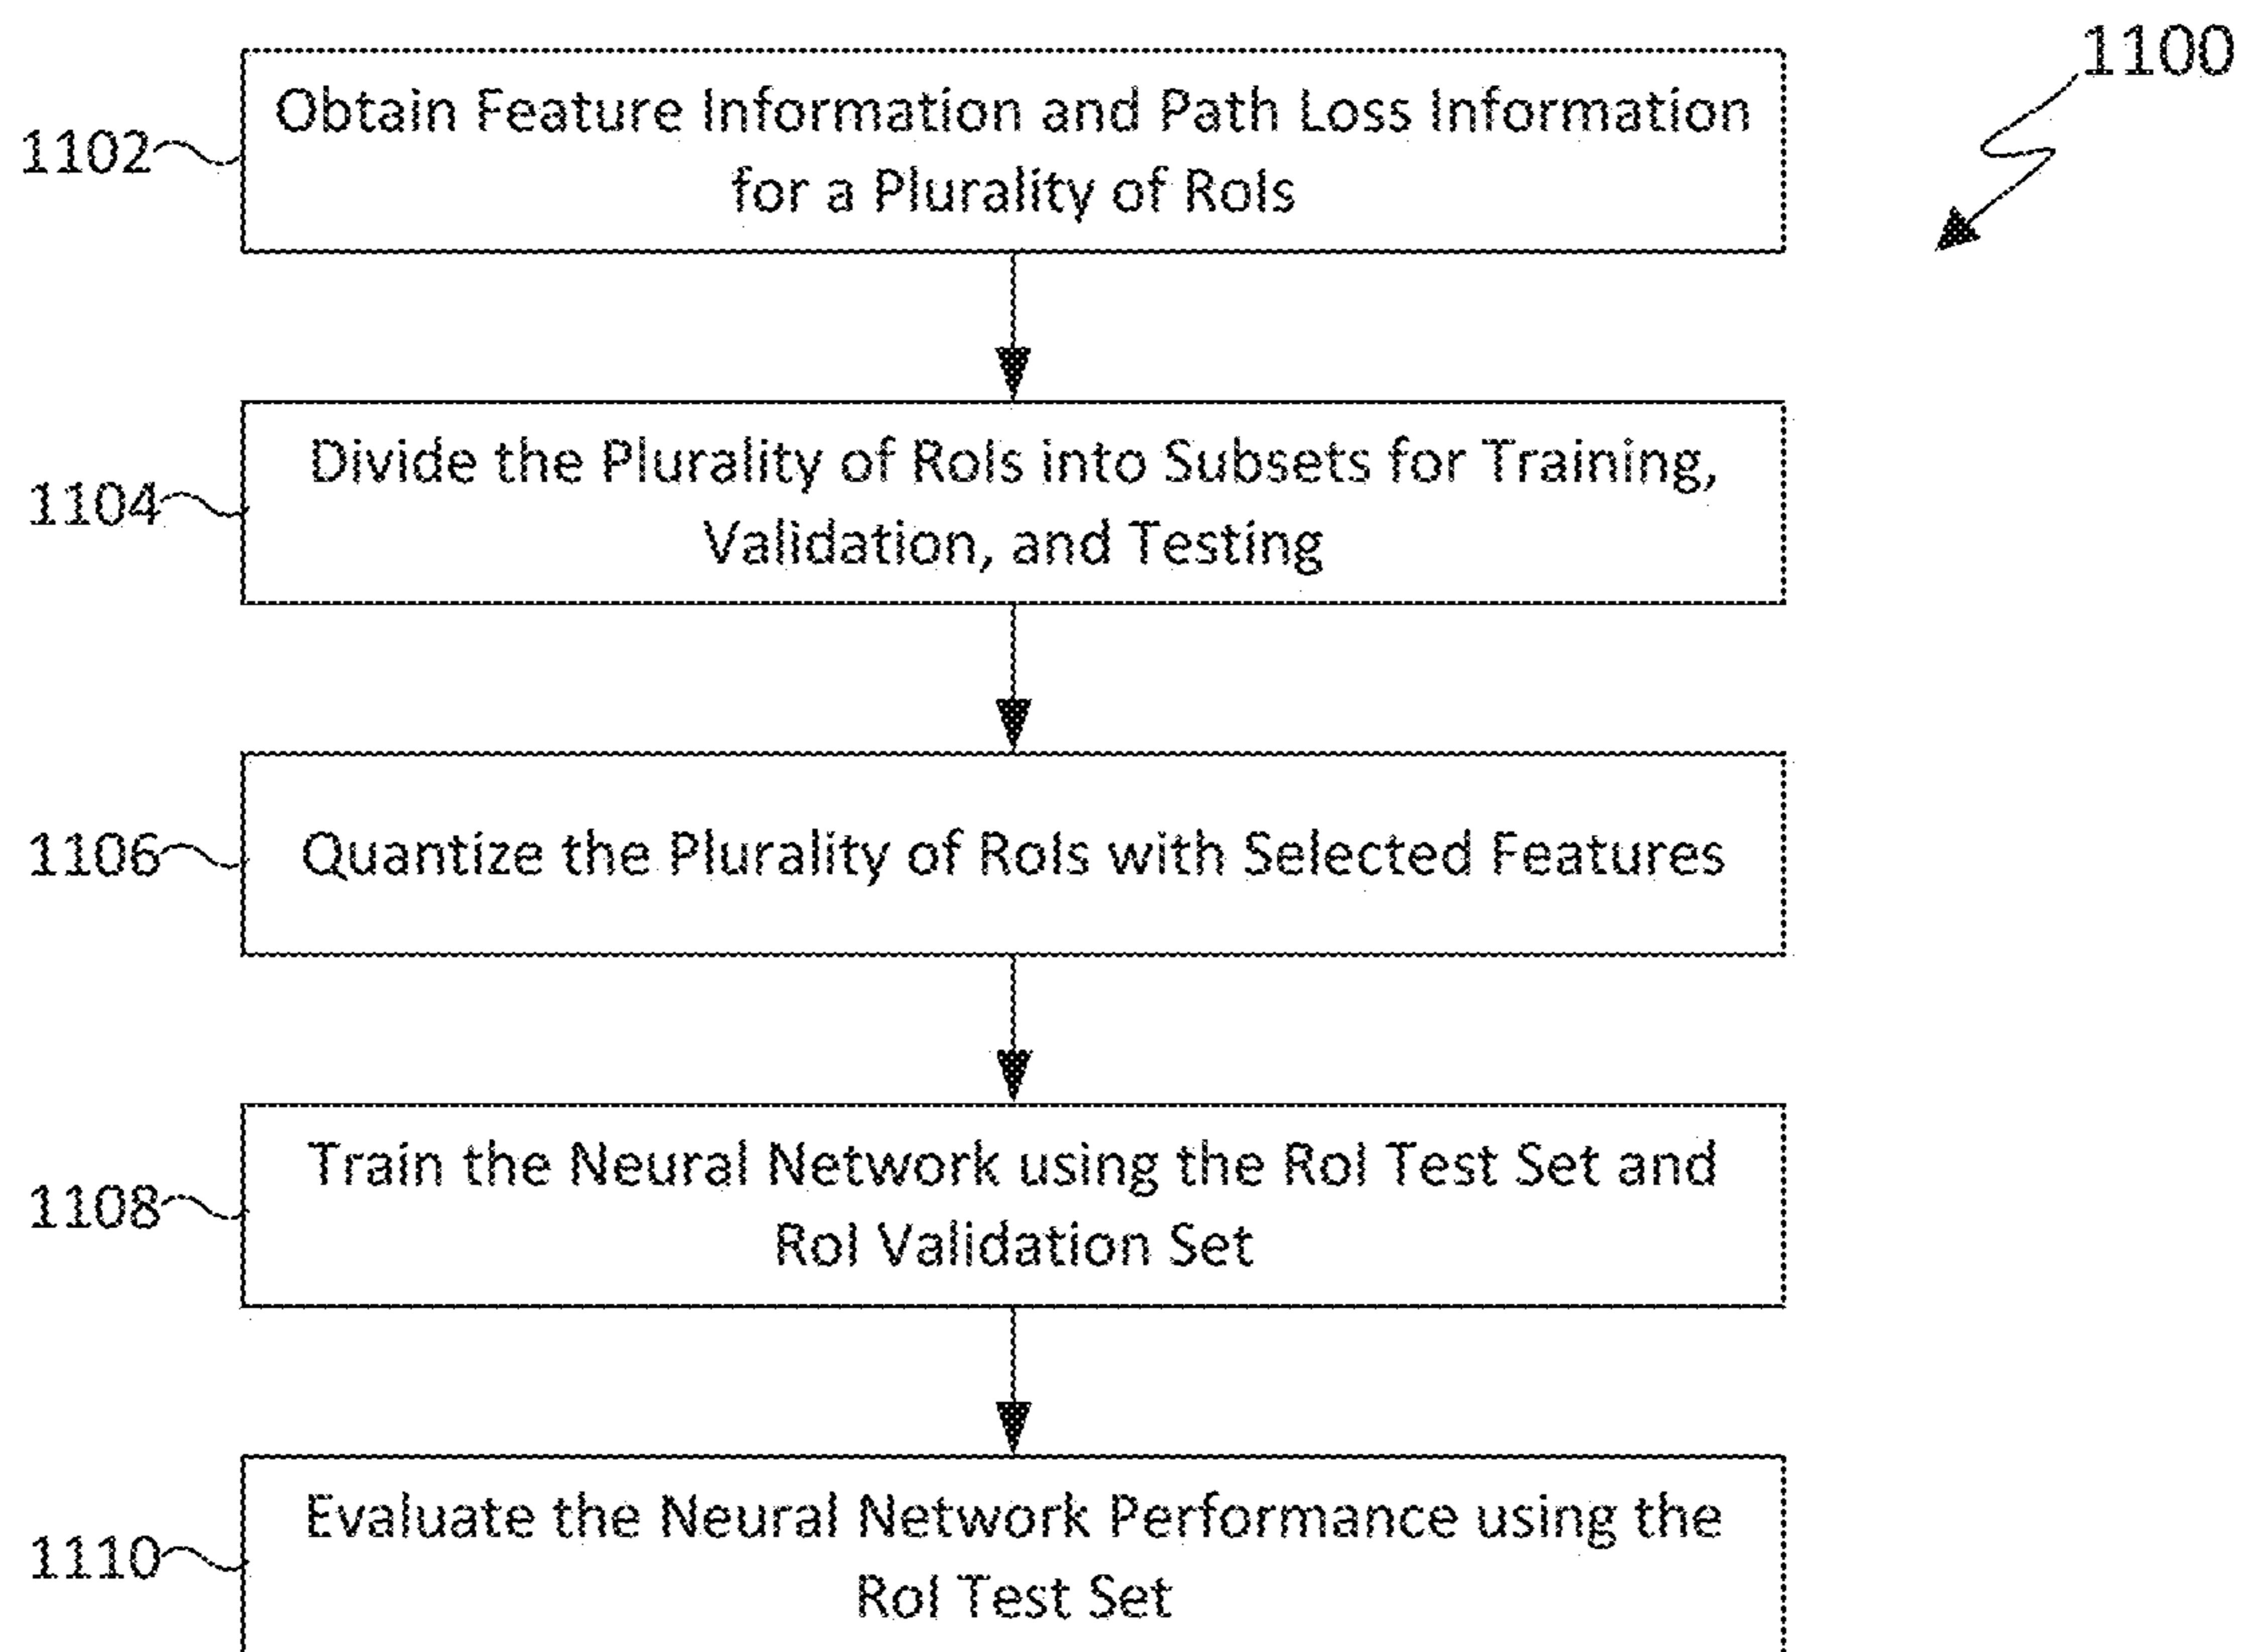 1100
1102
Obtain Feature Information and Path Loss Information
for a Plurality of RoIs
1104
Divide the Plurality of RoIs into Subsets for Training,
Validation, and Testing
1106
Quantize the Plurality of RoIs with Selected Features
1108
Train the Neural Network using the RoI Test Set and
RoI Validation Set
1110
Evaluate the Neural Network Performance using the
RoI Test Set